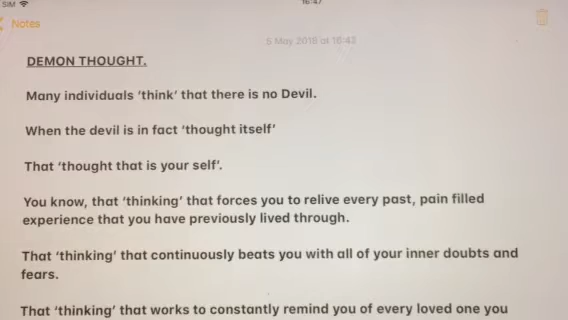 SIM
16:47
Notes
5 May 2019 at 16:43
DEMON THOUGHT.
Many individuals ‘think’ that there is no Devil.
When the devil is in fact ‘thought itself’
That ‘thought that is your self’.
You know, that ‘thinking’ that forces you to relive every past, pain filled
experience that you have previously lived through.
That ‘thinking’ that continuously beats you with all of your inner doubts and
fears.
That ‘thinking’ that works to constantly remind you of every loved one you